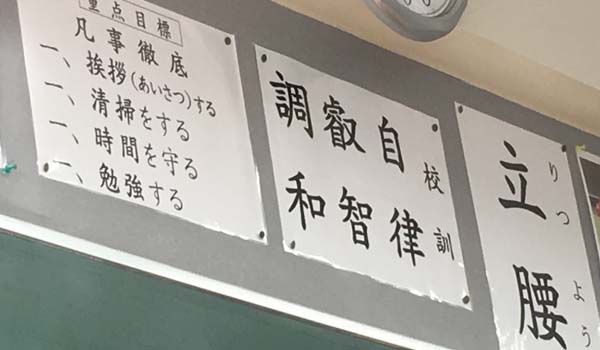 重点目標
凡事徹底
一、挨拶(あいさつ)する
一、清掃をする
一、時間を守る
一、勉強する
校訓
自律
叡智
調和
立腰
りつよう